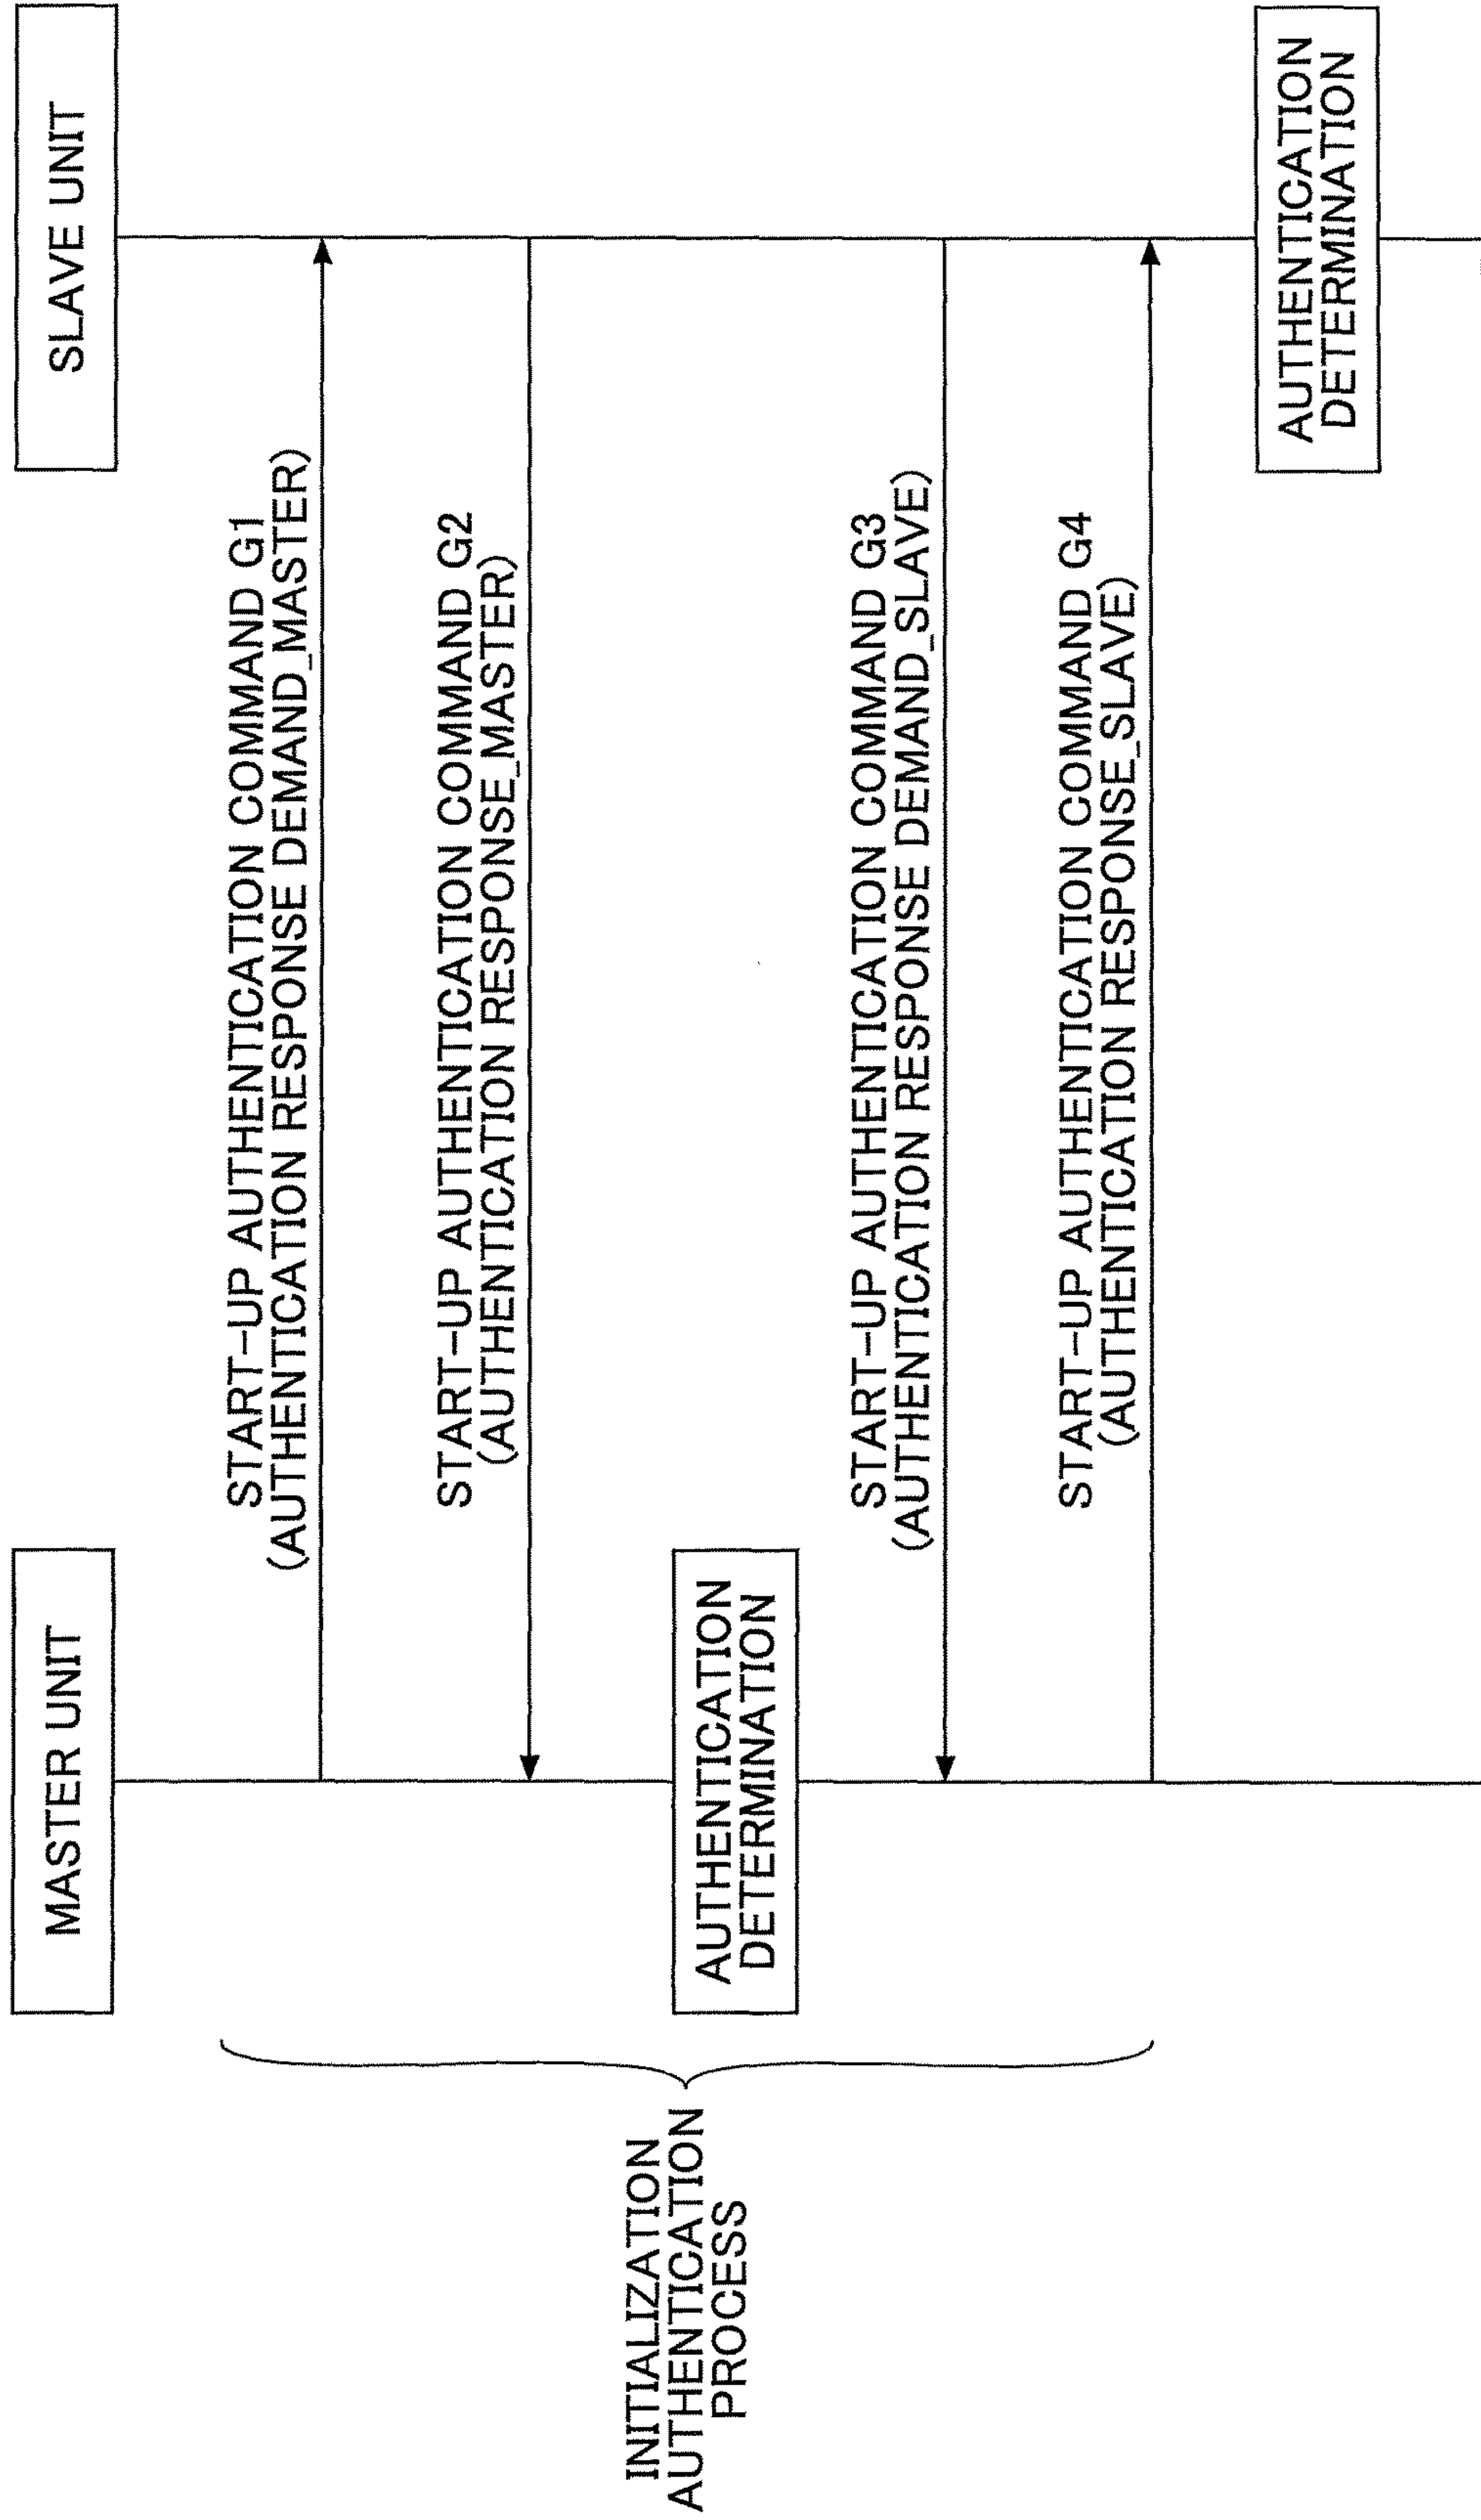 MASTER UNIT
SLAVE UNIT
START-UP AUTHENTICATION COMMAND G1
(AUTHENTICATION RESPONSE DEMAND_MASTER)
START-UP AUTHENTICATION COMMAND G2
(AUTHENTICATION RESPONSE_MASTER)
INITIALIZATION
AUTHENTICATION
PROCESS
AUTHENTICATION
DETERMINATION
START-UP AUTHENTICATION COMMAND G3
(AUTHENTICATION RESPONSE DEMAND_SLAVE)
START-UP AUTHENTICATION COMMAND G4
(AUTHENTICATION RESPONSE_SLAVE)
AUTHENTICATION
DETERMINATION